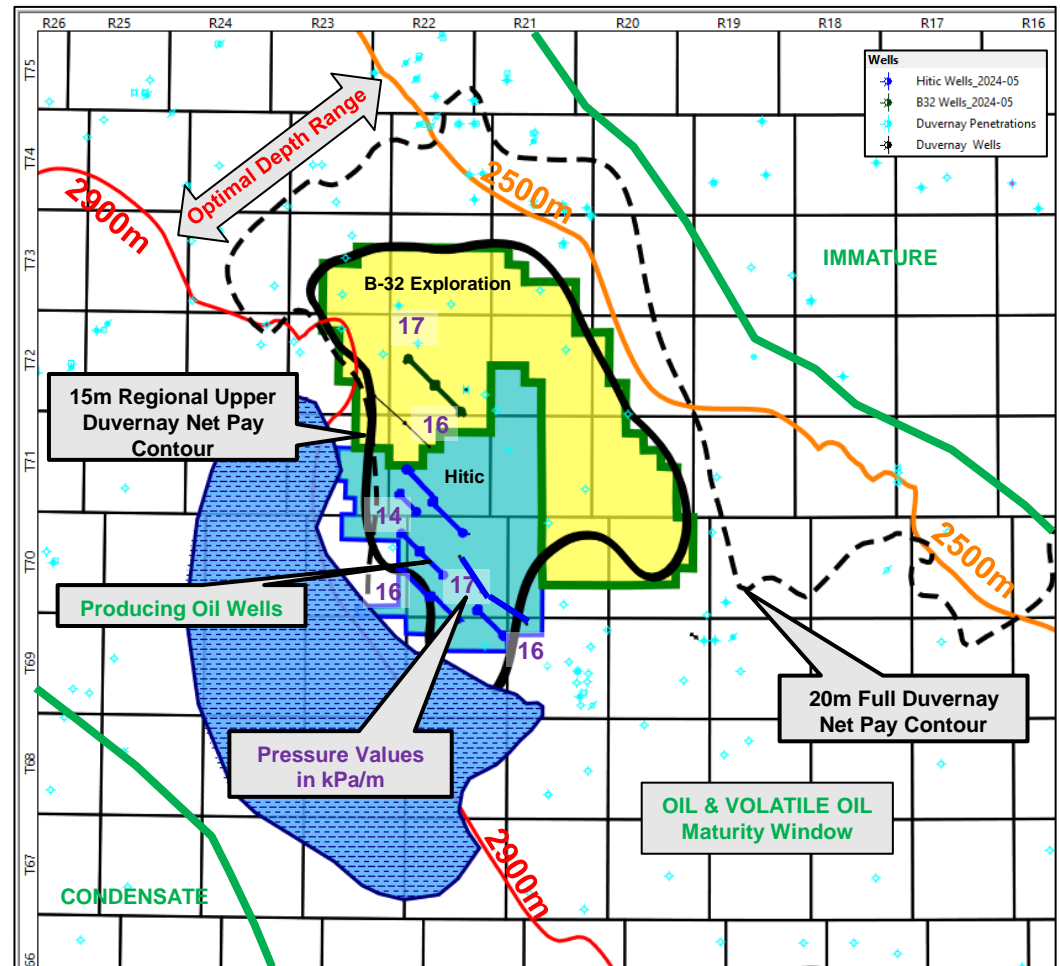 R26 R25 R24 R23 R22 R21 R20 R19 R18 R17 R16
T75
T74
T73
T72
T71
T70
T69
T68
T67
66
Wells
Hitic Wells_2024-05
B32 Wells_2024-05
Duvernay Penetrations
Duvernay Wells
Optimal Depth Range
2900m
2500m
IMMATURE
B-32 Exploration
17
15m Regional Upper
Duvernay Net Pay
Contour
16
Hitic
14
2500m
Producing Oil Wells
16
17
16
20m Full Duvernay
Net Pay Contour
Pressure Values
in kPa/m
OIL & VOLATILE OIL
Maturity Window
2900m
CONDENSATE